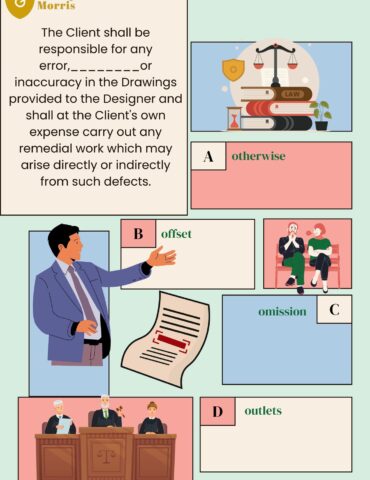 Morris
The Client shall be
responsible for any
error,________or
inaccuracy in the Drawings
provided to the Designer and
shall at the Client's own
expense carry out any
remedial work which may
arise directly or indirectly
from such defects.
LAW
A otherwise
B offset
omission C
D outlets